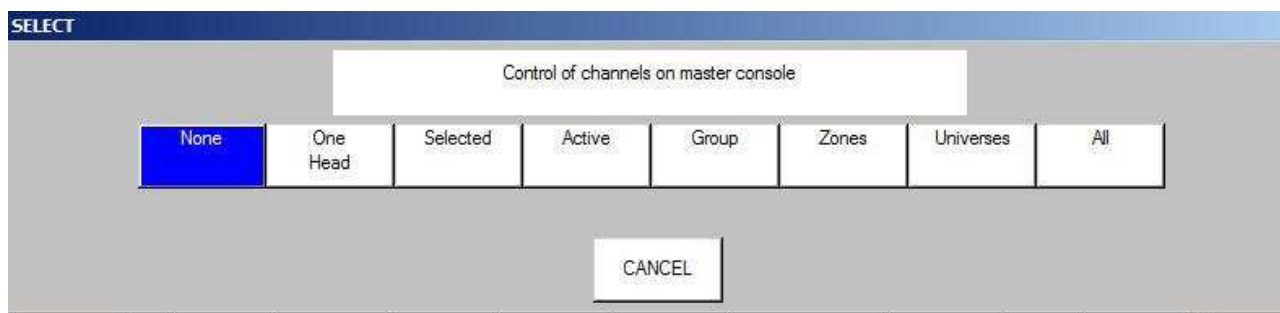 SELECT
Control of channels on master console
None
One
Head
Selected
Active
Group
Zones
Universes
All
CANCEL